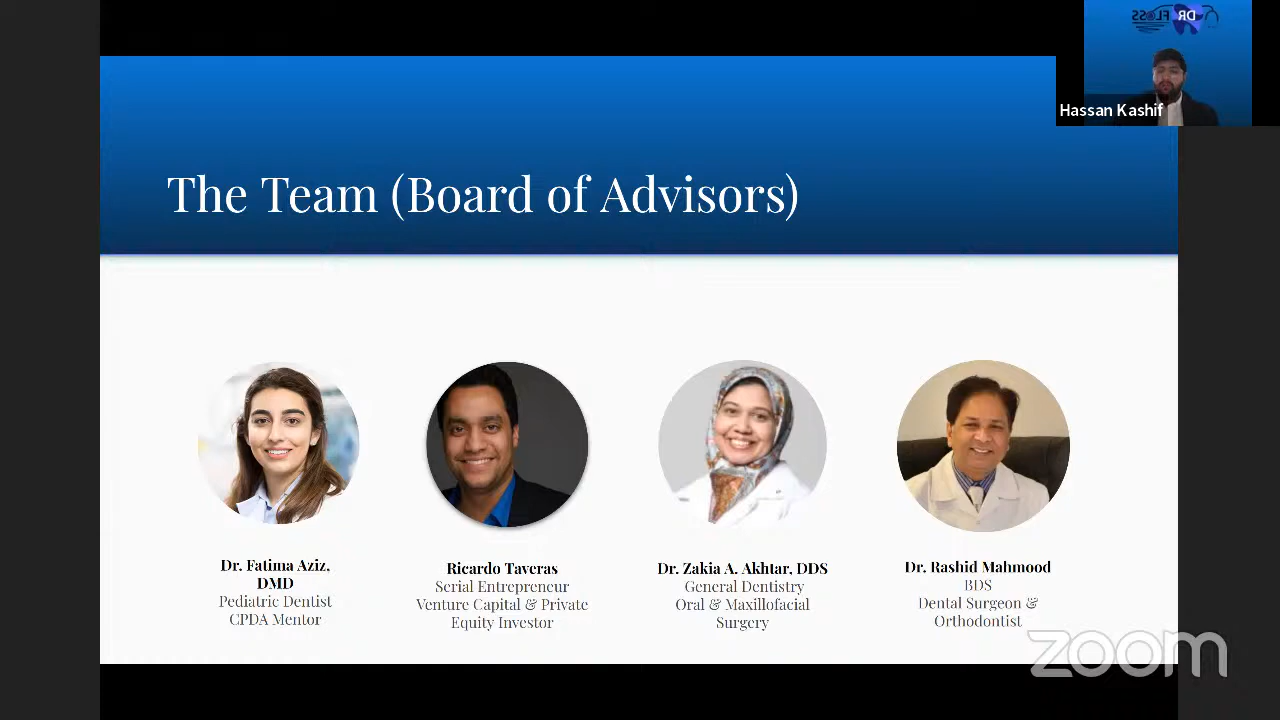 DR FLOSS
Hassan Kashif
The Team (Board of Advisors)
Dr. Fatima Aziz,
DMD
Pediatric Dentist
CPDA Mentor
Ricardo Taveras
Serial Entrepreneur
Venture Capital & Private
Equity Investor
Dr. Zakia A. Akhtar, DDS
General Dentistry
Oral & Maxillofacial
Surgery
Dr. Rashid Mahmood
BDS
Dental Surgeon &
Orthodontist
zoom